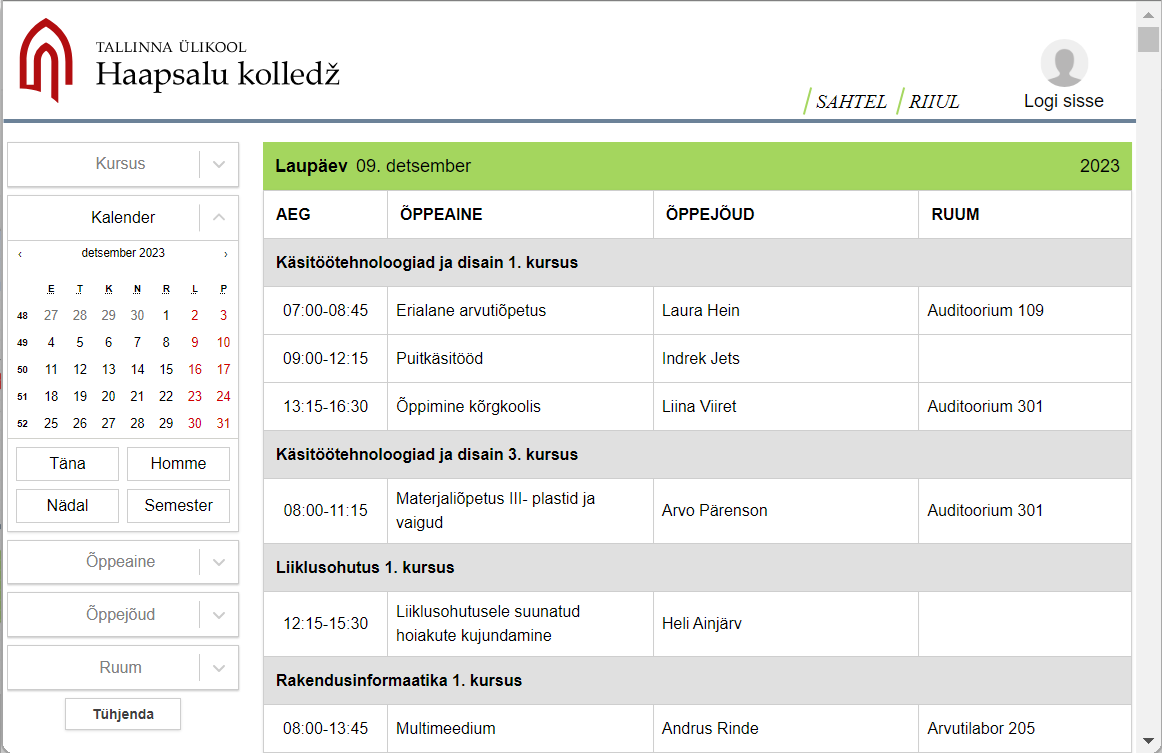 TALLINNA ÜLIKOOL
Haapsalu kolledž
SAHTEL
RIIUL
Logi sisse
Kursus
Kalender
‹ detsember 2023 ›
E T K N R L P
48 27 28 29 30 1 2 3
49 4 5 6 7 8 9 10
50 11 12 13 14 15 16 17
51 18 19 20 21 22 23 24
52 25 26 27 28 29 30 31
Täna Homme
Nädal Semester
Õppeaine
Õppejõud
Ruum
Tühjenda
Laupäev 09. detsember 2023
AEG ÕPPEAINE ÕPPEJÕUD RUUM
Käsitöötehnoloogiad ja disain 1. kursus
07:00-08:45 Erialane arvutiõpetus Laura Hein Auditoorium 109
09:00-12:15 Puitkäsitööd Indrek Jets
13:15-16:30 Õppimine kõrgkoolis Liina Viiret Auditoorium 301
Käsitöötehnoloogiad ja disain 3. kursus
08:00-11:15 Materjaliõpetus III- plastid ja
vaigud Arvo Pärenson Auditoorium 301
Liiklusohutus 1. kursus
12:15-15:30 Liiklusohutusele suunatud
hoiakute kujundamine Heli Ainjärv
Rakendusinformaatika 1. kursus
08:00-13:45 Multimeedium Andrus Rinde Arvutilabor 205